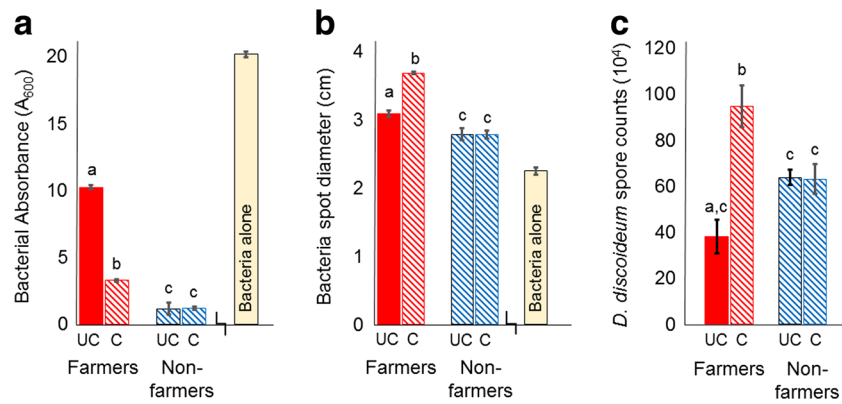 a
Bacterial Absorbance (A600)
20
15
10
5
0
a
b
c c
Bacteria alone
UC C UC C
Farmers Non-
farmers
b
Bacteria spot diameter (cm)
4
3
2
1
0
a
b
c c
Bacteria alone
UC C UC C
Farmers Non-
farmers
c
D. discoideum spore counts (10⁴)
120
100
80
60
40
20
0
a,c
b
c c
UC C UC C
Farmers Non-
farmers